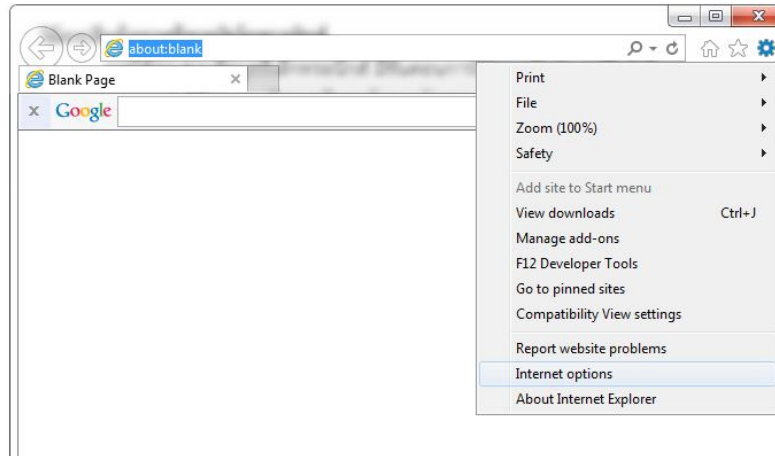 about:blank
Blank Page
Google
Print
File
Zoom (100%)
Safety
Add site to Start menu
View downloads Ctrl+J
Manage add-ons
F12 Developer Tools
Go to pinned sites
Compatibility View settings
Report website problems
Internet options
About Internet Explorer